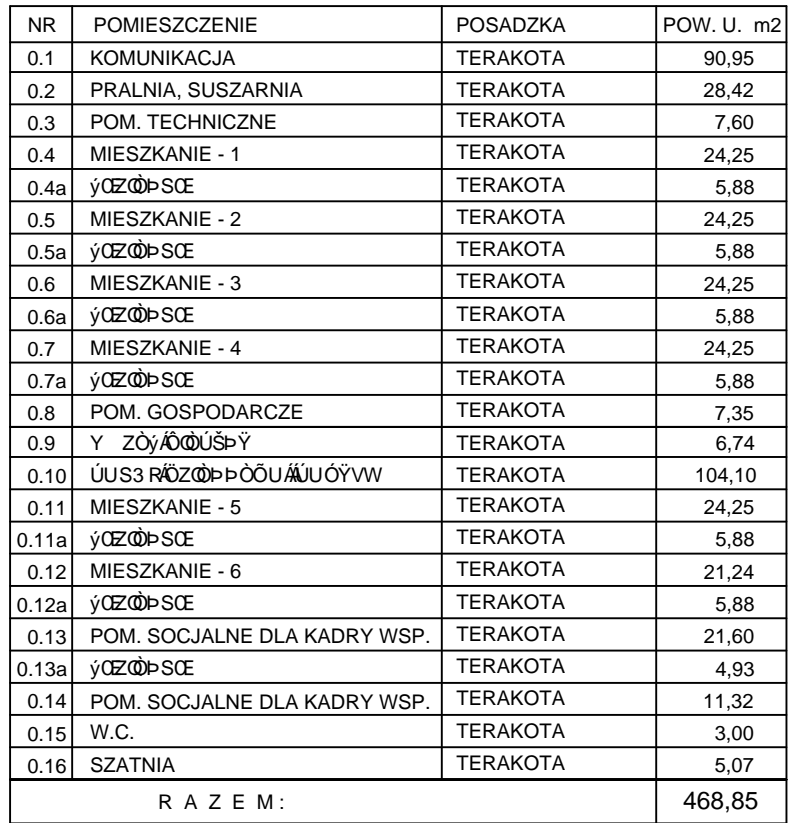 NR POMIESZCZENIE POSADZKA POW. U. m2
0.1 KOMUNIKACJA TERAKOTA 90,95
0.2 PRALNIA, SUSZARNIA TERAKOTA 28,42
0.3 POM. TECHNICZNE TERAKOTA 7,60
0.4 MIESZKANIE - 1 TERAKOTA 24,25
0.4a TERAKOTA 5,88
0.5 MIESZKANIE - 2 TERAKOTA 24,25
0.5a TERAKOTA 5,88
0.6 MIESZKANIE - 3 TERAKOTA 24,25
0.6a TERAKOTA 5,88
0.7 MIESZKANIE - 4 TERAKOTA 24,25
0.7a TERAKOTA 5,88
0.8 POM. GOSPODARCZE TERAKOTA 7,35
0.9 TERAKOTA 6,74
0.10 TERAKOTA 104,10
0.11 MIESZKANIE - 5 TERAKOTA 24,25
0.11a TERAKOTA 5,88
0.12 MIESZKANIE - 6 TERAKOTA 21,24
0.12a TERAKOTA 5,88
0.13 POM. SOCJALNE DLA KADRY WSP. TERAKOTA 21,60
0.13a TERAKOTA 4,93
0.14 POM. SOCJALNE DLA KADRY WSP. TERAKOTA 11,32
0.15 W.C. TERAKOTA 3,00
0.16 SZATNIA TERAKOTA 5,07
R A Z E M : 468,85